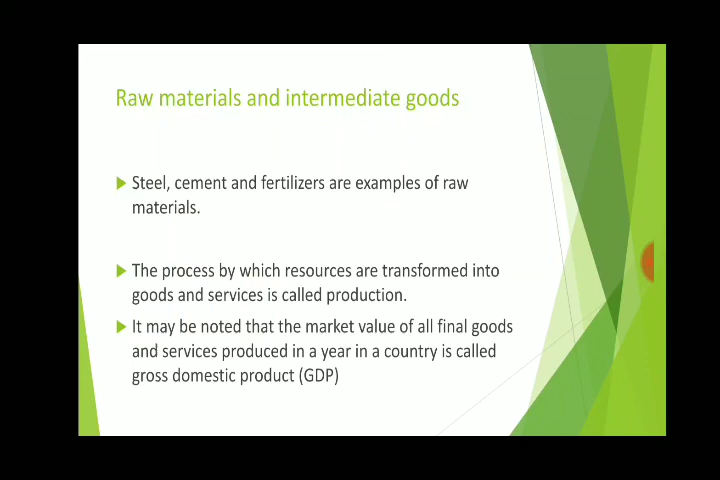 Raw materials and intermediate goods
Steel, cement and fertilizers are examples of raw
materials.
The process by which resources are transformed into
goods and services is called production.
It may be noted that the market value of all final goods
and services produced in a year in a country is called
gross domestic product (GDP)